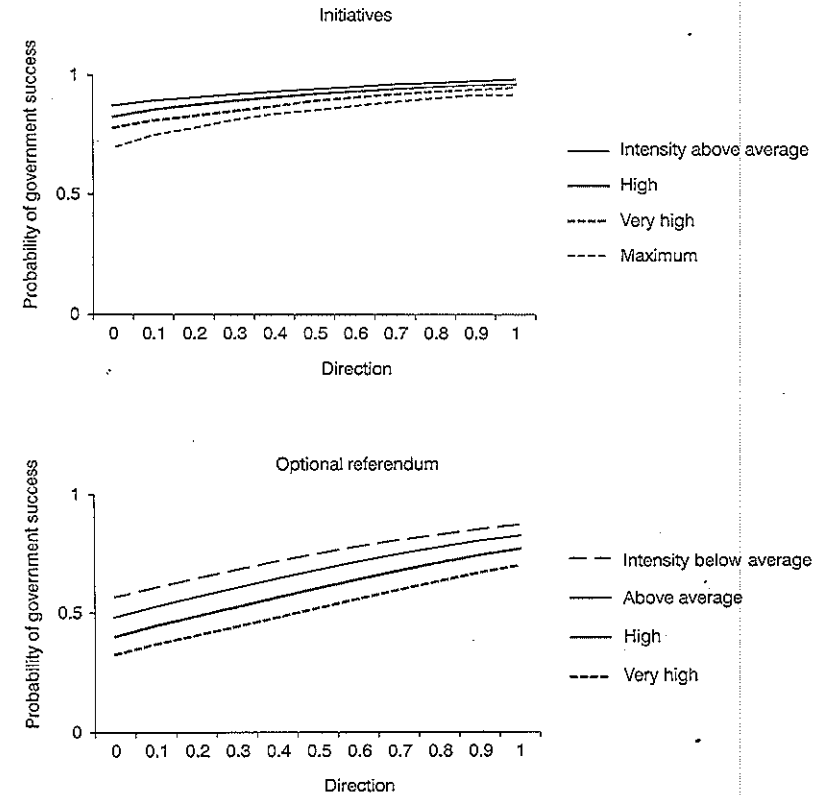 Initiatives
Probability of government success
1
0.5
0
0 0.1 0.2 0.3 0.4 0.5 0.6 0.7 0.8 0.9 1
Direction
Intensity above average
High
Very high
Maximum
Optional referendum
Probability of government success
1
0.5
0
0 0.1 0.2 0.3 0.4 0.5 0.6 0.7 0.8 0.9 1
Direction
Intensity below average
Above average
High
Very high